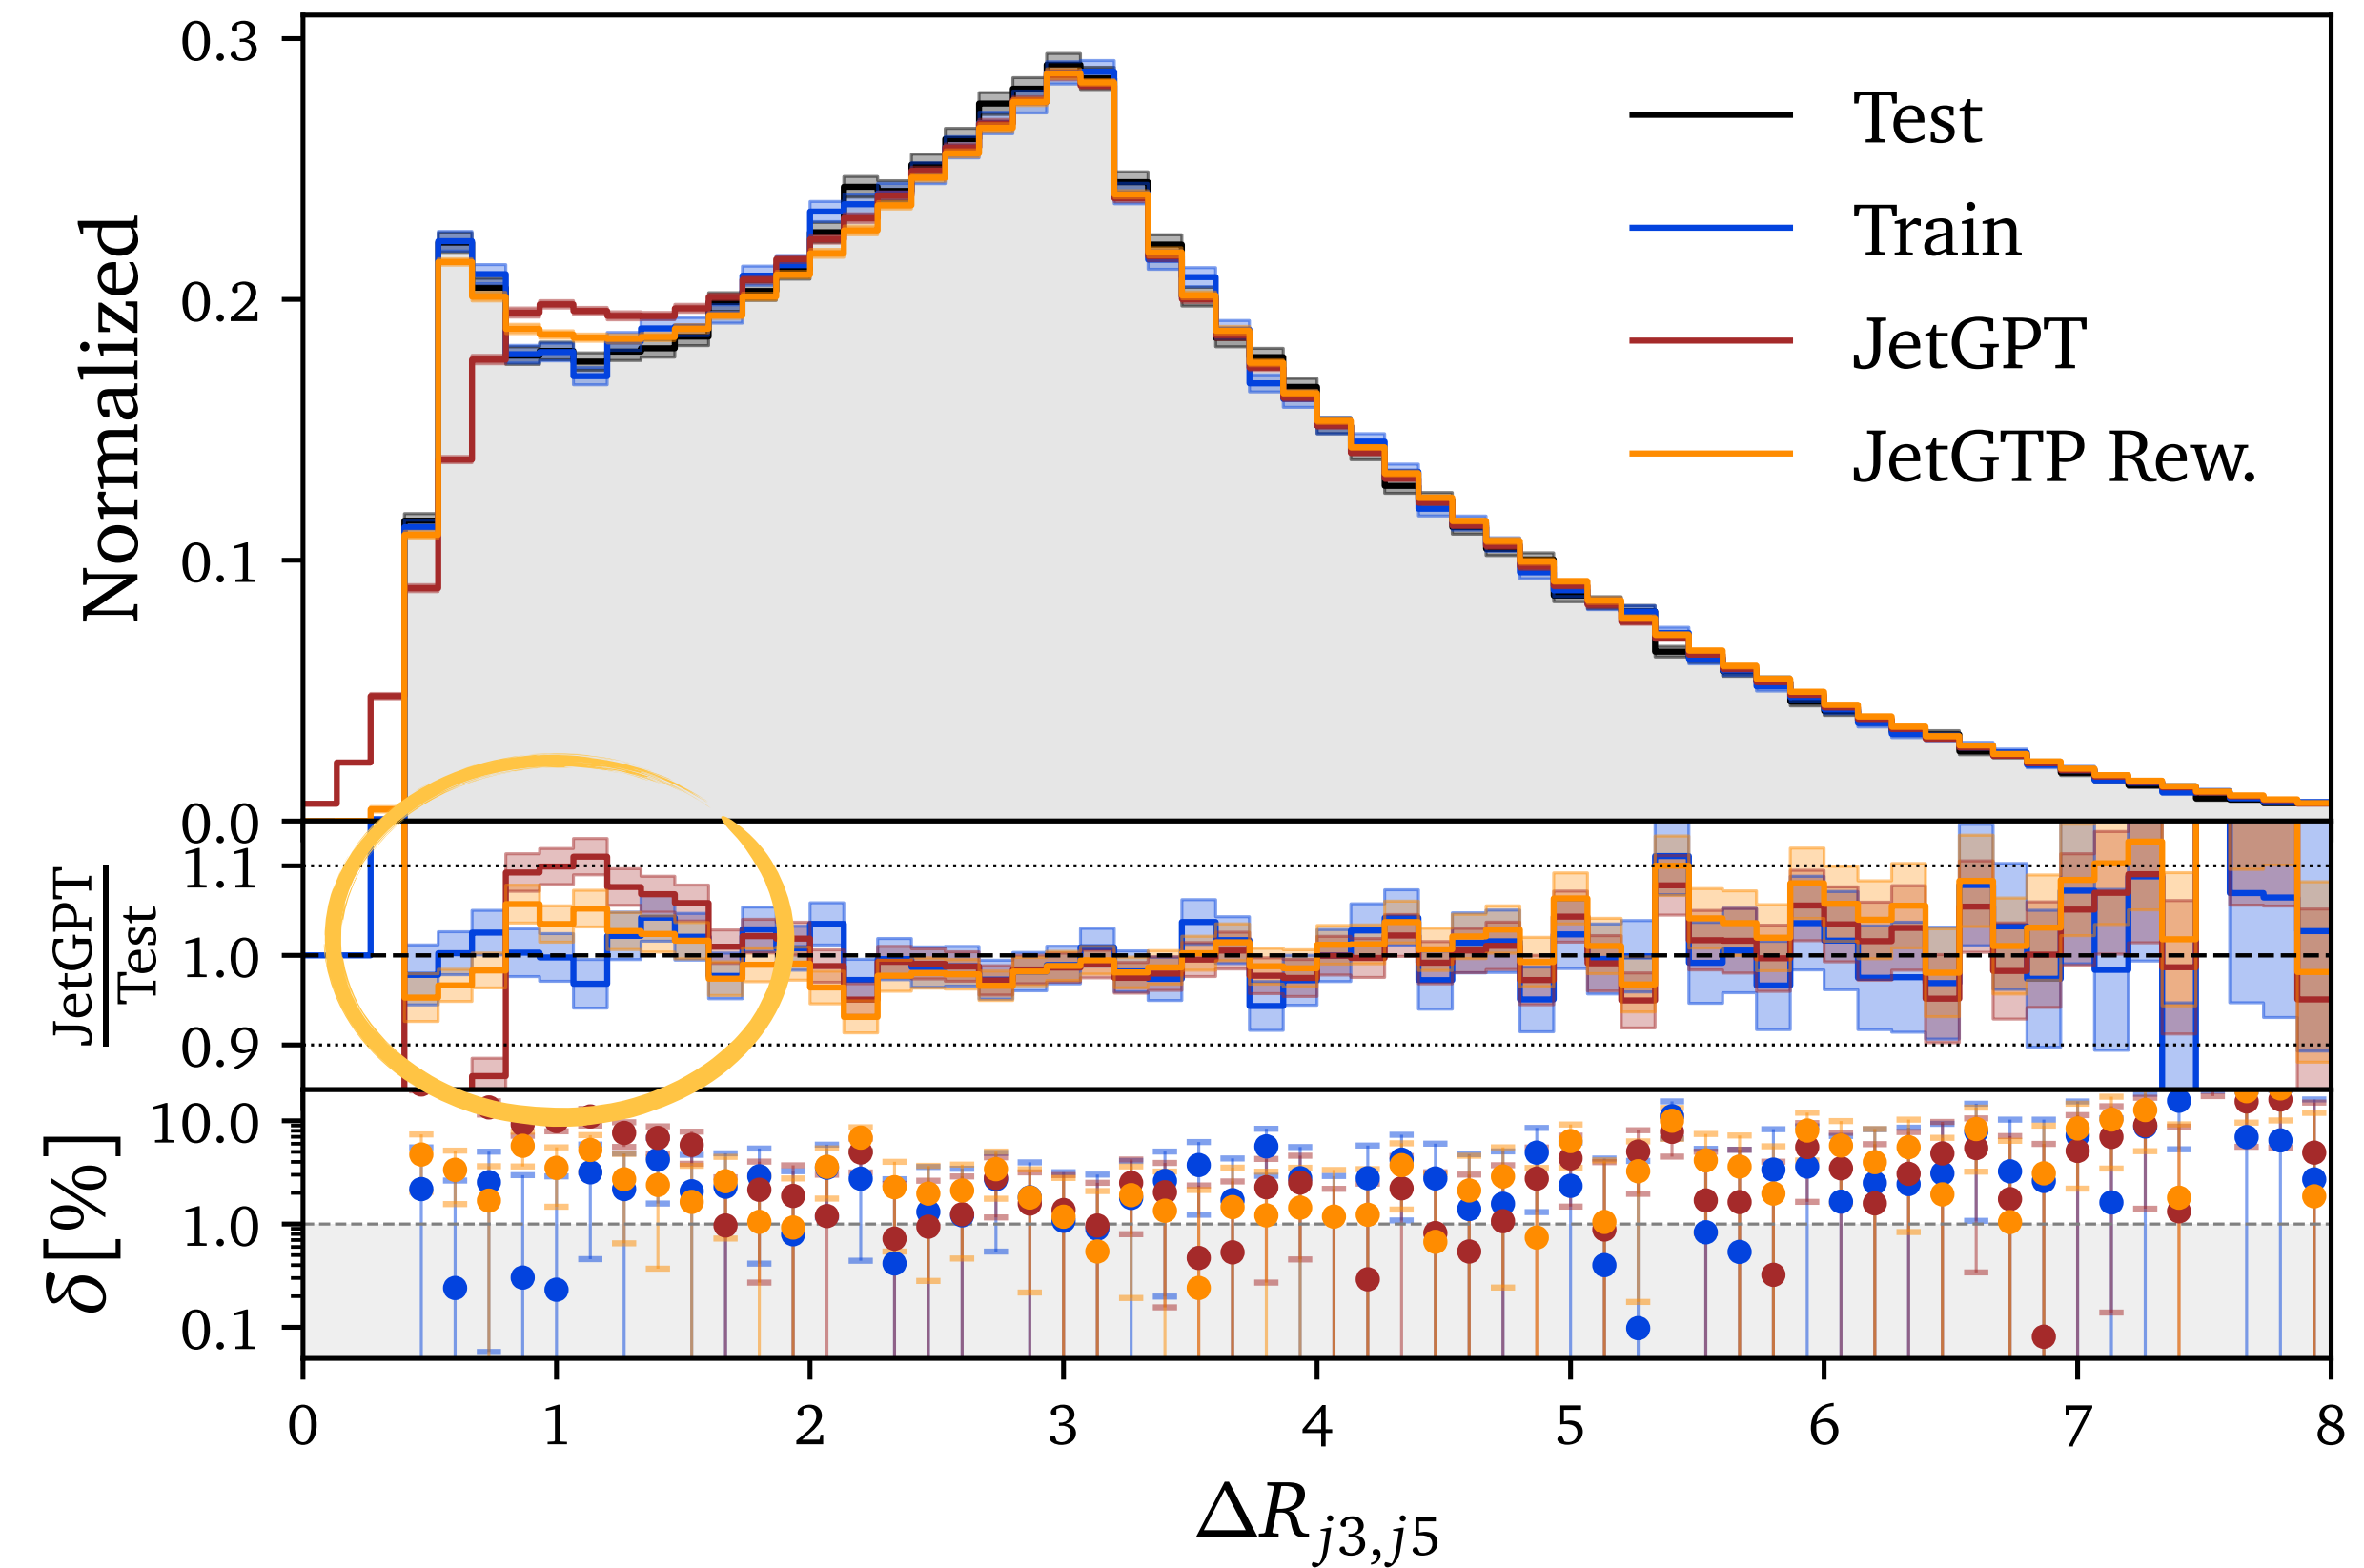 Normalized
0.3
0.2
0.1
0.0
Test
Train
JetGPT
JetGTP Rew.
JetGPT
Test
1.1
1.0
0.9
δ[%]
10.0
1.0
0.1
0 1 2 3 4 5 6 7 8
ΔR_{j3,j5}